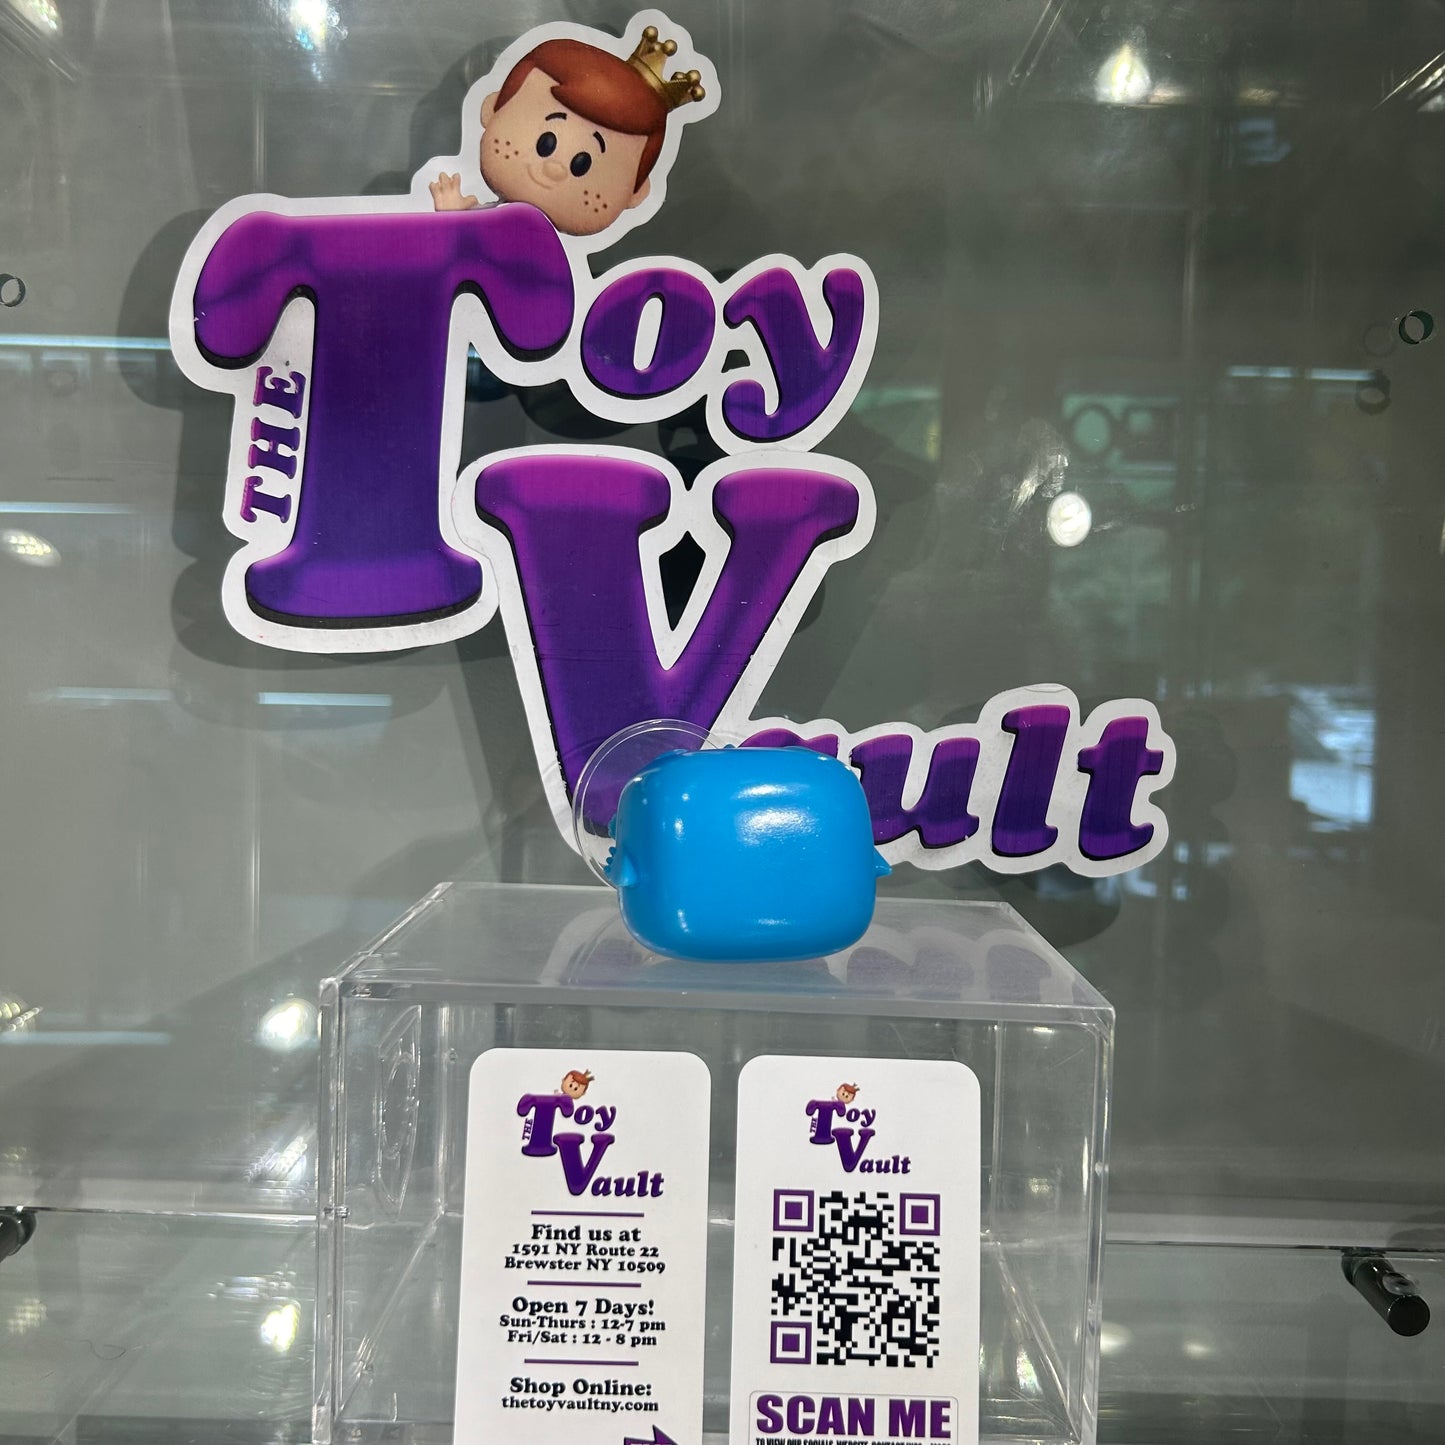 THE Toy
Vault
THE Toy
Vault
Find us at
1591 NY Route 22
Brewster NY 10509
Open 7 Days!
Sun-Thurs : 12-7 pm
Fri/Sat : 12 - 8 pm
Shop Online:
thetoyvaultny.com
THE Toy
Vault
SCAN ME